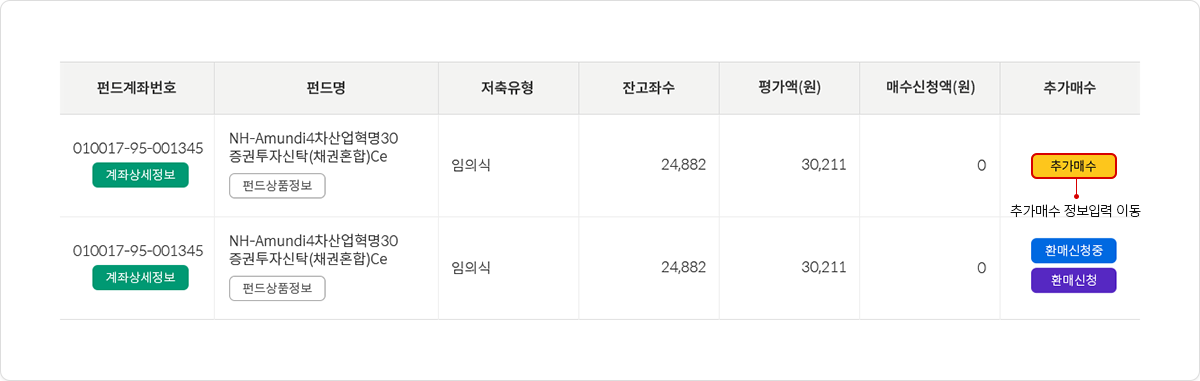 펀드계좌번호 펀드명 저축유형 잔고좌수 평가액(원) 매수신청액(원) 추가매수
010017-95-001345
계좌상세정보
NH-Amundi4차산업혁명30
증권투자신탁(채권혼합)Ce
펀드상품정보
임의식
24,882
30,211
0
추가매수
추가매수 정보입력 이동
010017-95-001345
계좌상세정보
NH-Amundi4차산업혁명30
증권투자신탁(채권혼합)Ce
펀드상품정보
임의식
24,882
30,211
0
환매신청중
환매신청